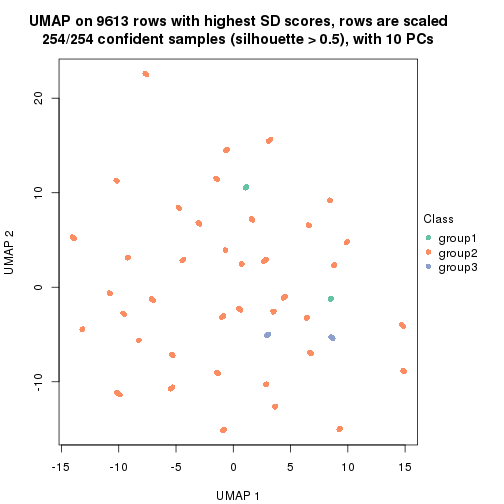 UMAP on 9613 rows with highest SD scores, rows are scaled
254/254 confident samples (silhouette > 0.5), with 10 PCs
20
10
0
-10
UMAP 2
-15
-10
-5
0
5
10
15
UMAP 1
Class
group1
group2
group3